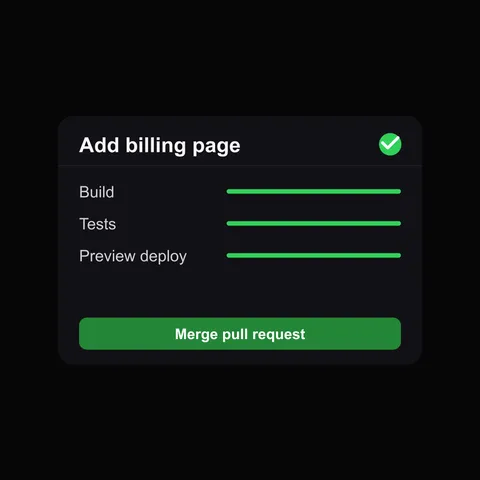 Add billing page
Build
Tests
Preview deploy
Merge pull request